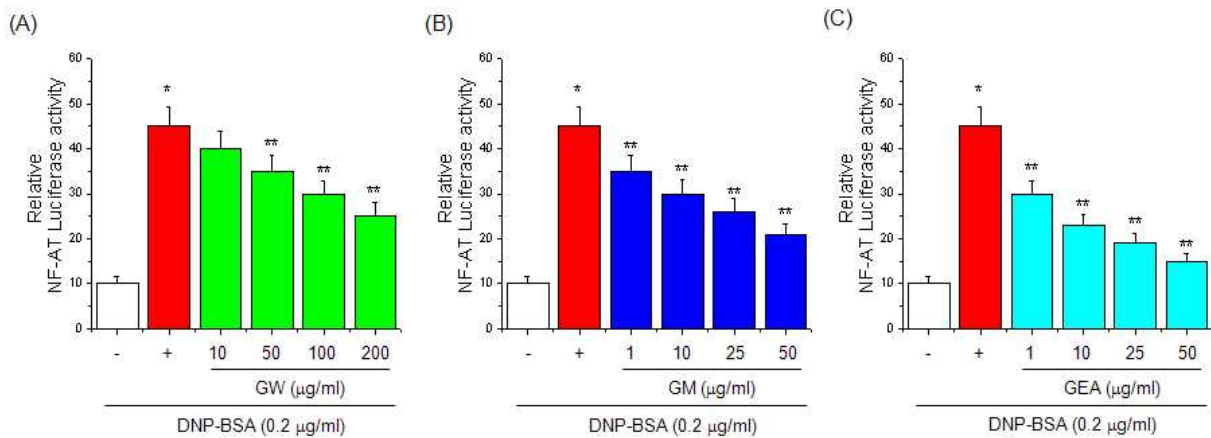 (A)
Relative
NF-AT Luciferase activity
60
50
40
30
20
10
0
*
**
**
**
- + 10 50 100 200
GW (μg/ml)
DNP-BSA (0.2 μg/ml)
(B)
Relative
NF-AT Luciferase activity
60
50
40
30
20
10
0
*
**
**
**
**
- + 1 10 25 50
GM (μg/ml)
DNP-BSA (0.2 μg/ml)
(C)
Relative
NF-AT Luciferase activity
60
50
40
30
20
10
0
*
**
**
**
**
- + 1 10 25 50
GEA (μg/ml)
DNP-BSA (0.2 μg/ml)